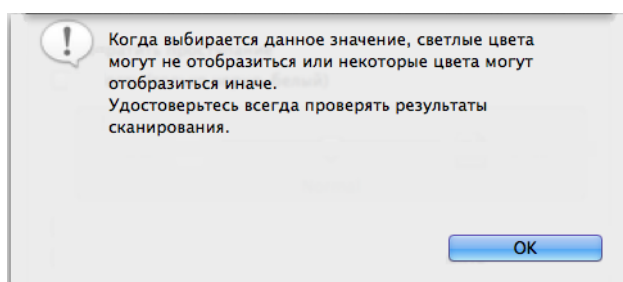 Когда выбирается данное значение, светлые цвета
могут не отобразиться или некоторые цвета могут
отобразиться иначе.
Удостоверьтесь всегда проверять результаты
сканирования.
OK